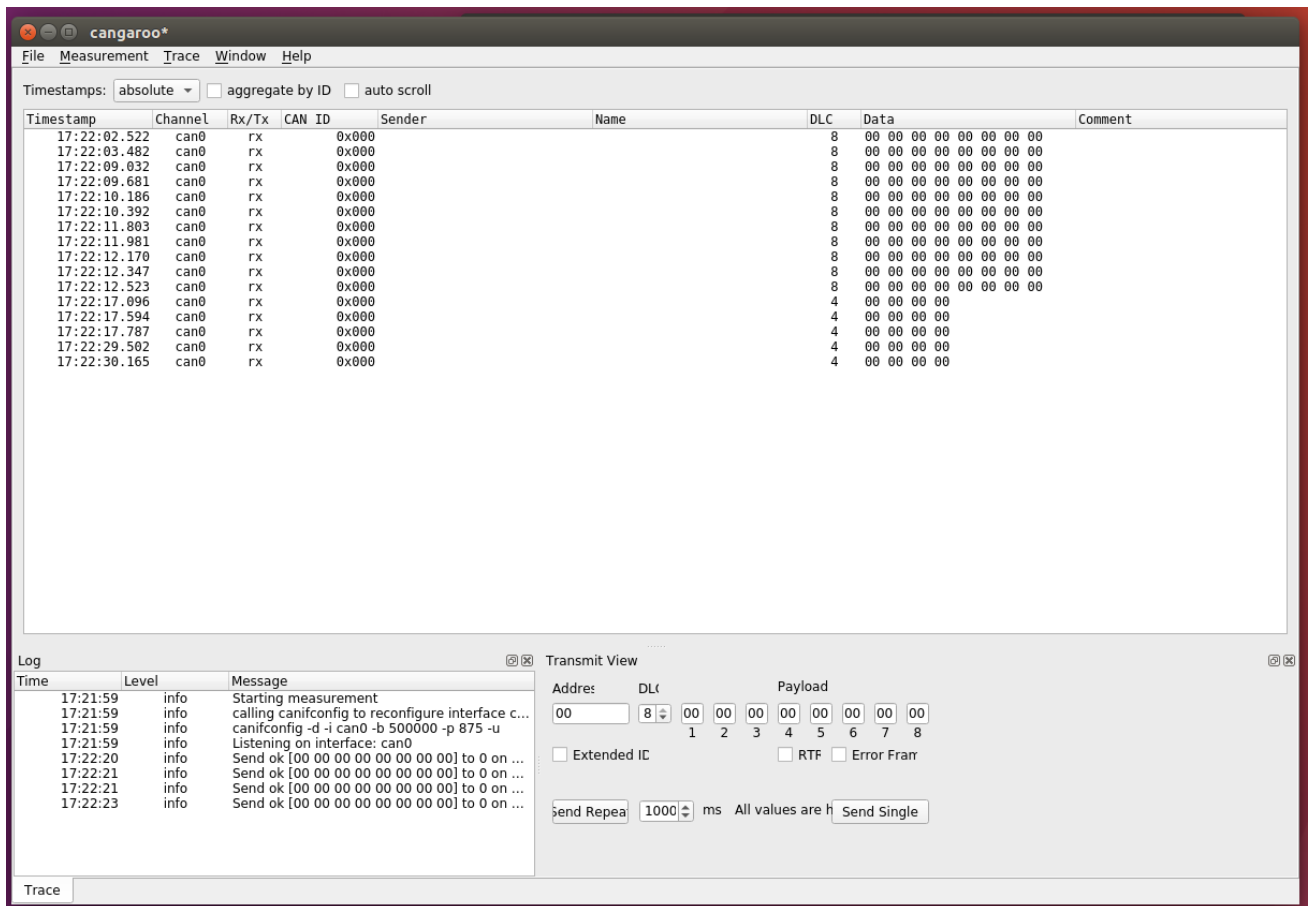 cangaroo*
File Measurement Trace Window Help
Timestamps: absolute aggregate by ID auto scroll
Timestamp Channel Rx/Tx CAN ID Sender Name DLC Data Comment
17:22:02.522 can0 rx 0x000 8 00 00 00 00 00 00 00 00
17:22:03.482 can0 rx 0x000 8 00 00 00 00 00 00 00 00
17:22:09.032 can0 rx 0x000 8 00 00 00 00 00 00 00 00
17:22:09.681 can0 rx 0x000 8 00 00 00 00 00 00 00 00
17:22:10.186 can0 rx 0x000 8 00 00 00 00 00 00 00 00
17:22:10.392 can0 rx 0x000 8 00 00 00 00 00 00 00 00
17:22:11.803 can0 rx 0x000 8 00 00 00 00 00 00 00 00
17:22:11.981 can0 rx 0x000 8 00 00 00 00 00 00 00 00
17:22:12.170 can0 rx 0x000 8 00 00 00 00 00 00 00 00
17:22:12.347 can0 rx 0x000 8 00 00 00 00 00 00 00 00
17:22:12.523 can0 rx 0x000 8 00 00 00 00 00 00 00 00
17:22:17.096 can0 rx 0x000 4 00 00 00 00
17:22:17.594 can0 rx 0x000 4 00 00 00 00
17:22:17.787 can0 rx 0x000 4 00 00 00 00
17:22:29.502 can0 rx 0x000 4 00 00 00 00
17:22:30.165 can0 rx 0x000 4 00 00 00 00
Log
Time Level Message
17:21:59 info Starting measurement
17:21:59 info calling canifconfig to reconfigure interface c...
17:21:59 info canifconfig -d -i can0 -b 500000 -p 875 -u
17:21:59 info Listening on interface: can0
17:22:20 info Send ok [00 00 00 00 00 00 00 00] to 0 on ...
17:22:21 info Send ok [00 00 00 00 00 00 00 00] to 0 on ...
17:22:21 info Send ok [00 00 00 00 00 00 00 00] to 0 on ...
17:22:23 info Send ok [00 00 00 00 00 00 00 00] to 0 on ...
Transmit View
Addres DLC Payload
00 8 00 00 00 00 00 00 00 00
1 2 3 4 5 6 7 8
Extended ID RTR Error Fram
Send Repea 1000 ms All values are h Send Single
Trace